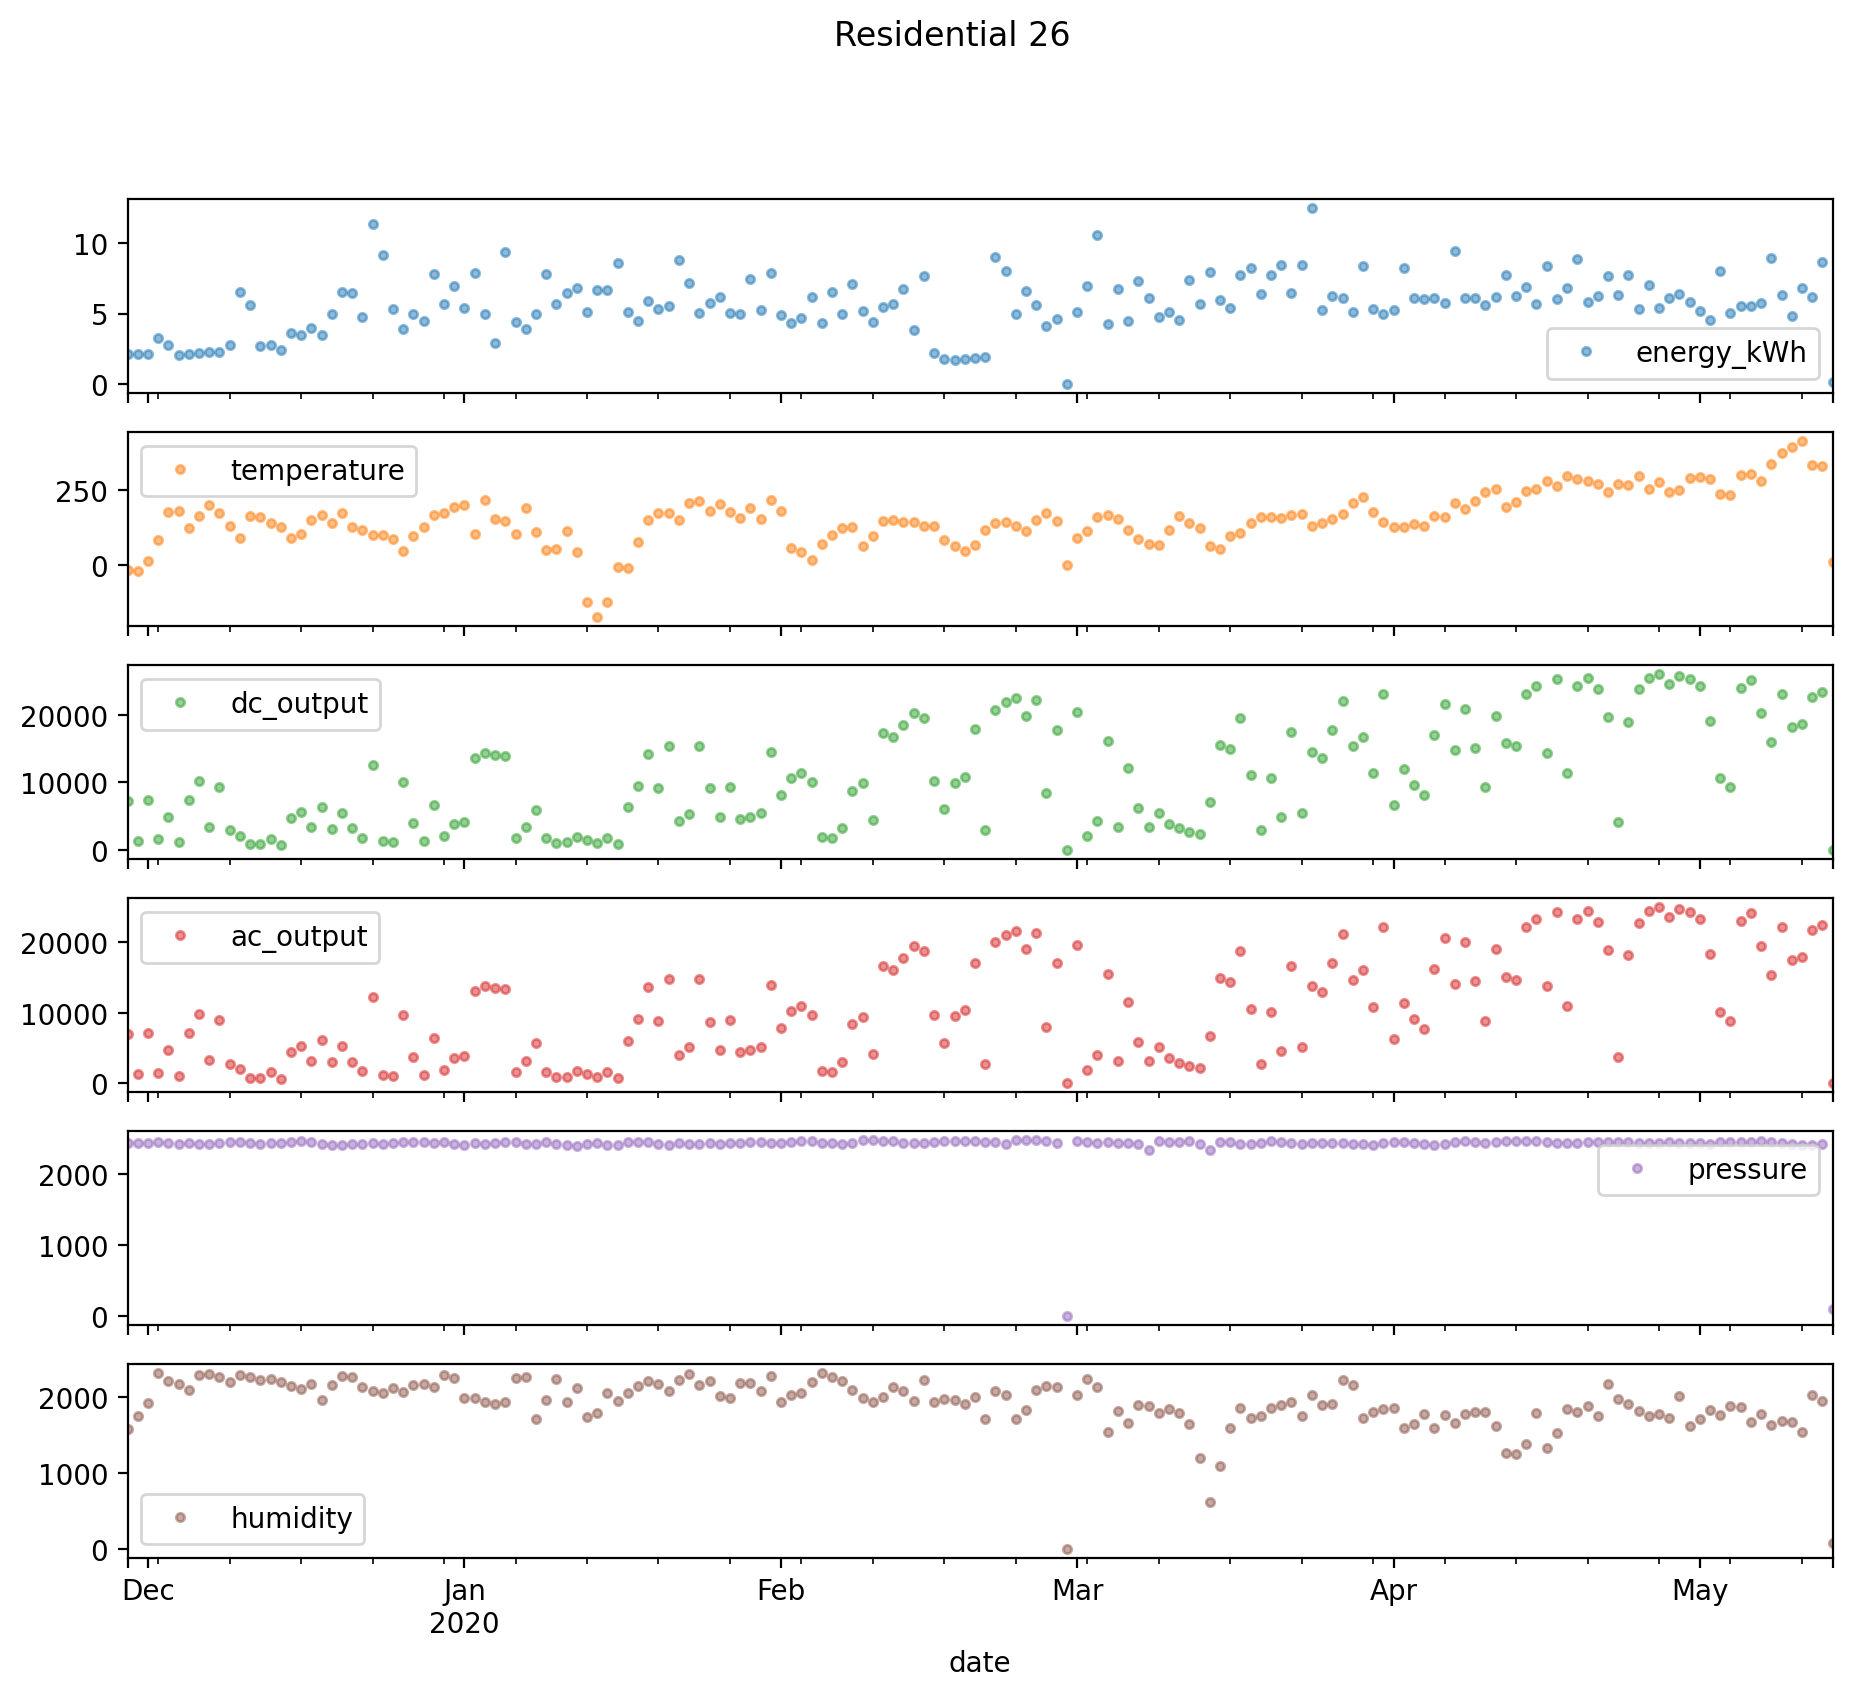 Residential 26
10
5
0
energy_kWh
250
0
temperature
20000
10000
0
dc_output
20000
10000
0
ac_output
2000
1000
0
pressure
2000
1000
0
humidity
Dec Jan Feb Mar Apr May
2020
date